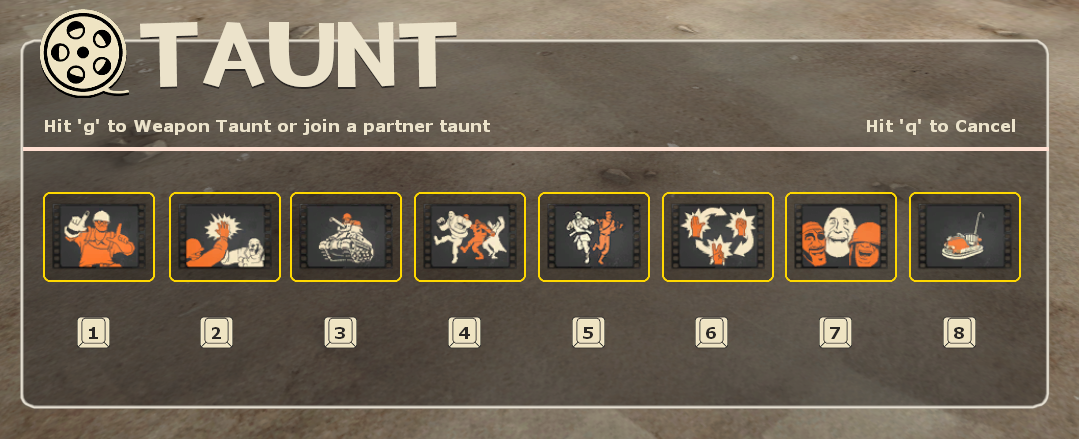 TAUNT
Hit 'g' to Weapon Taunt or join a partner taunt
Hit 'q' to Cancel
1 2 3 4 5 6 7 8